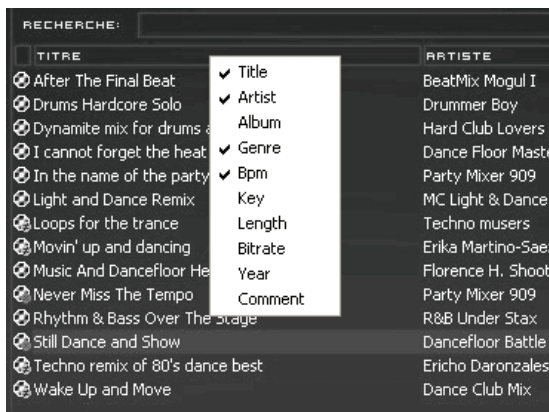 RECHERCHE:
TITRE ARTISTE
After The Final Beat BeatMix Mogul I
Drums Hardcore Solo Drummer Boy
Dynamite mix for drums Hard Club Lovers
I cannot forget the heat Dance Floor Maste
In the name of the party Party Mixer 909
Light and Dance Remix MC Light & Dance
Loops for the trance Techno musers
Movin' up and dancing Erika Martino-Sae
Music And Dancefloor He Florence H. Shoot
Never Miss The Tempo Party Mixer 909
Rhythm & Bass Over The Stage R&B Under Stax
Still Dance and Show Dancefloor Battle
Techno remix of 80's dance best Ericho Daronzales
Wake Up and Move Dance Club Mix
Title
Artist
Album
Genre
Bpm
Key
Length
Bitrate
Year
Comment